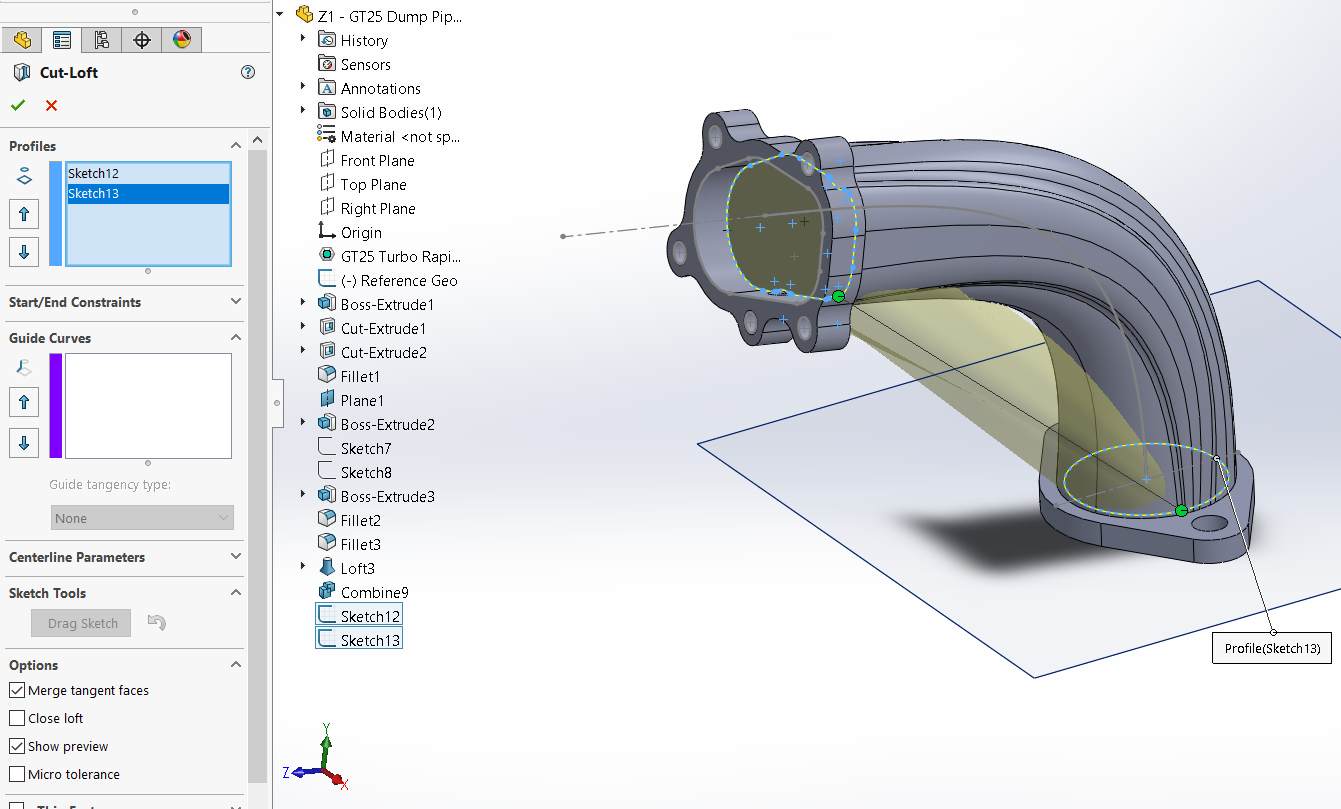 Cut-Loft
Profiles
Sketch12
Sketch13
Start/End Constraints
Guide Curves
Guide tangency type:
None
Centerline Parameters
Sketch Tools
Drag Sketch
Options
Merge tangent faces
Close loft
Show preview
Micro tolerance
Z1 - GT25 Dump Pip...
History
Sensors
A Annotations
Solid Bodies(1)
Material <not sp...
Front Plane
Top Plane
Right Plane
Origin
GT25 Turbo Rapi...
(-) Reference Geo
Boss-Extrude1
Cut-Extrude1
Cut-Extrude2
Fillet1
Plane1
Boss-Extrude2
Sketch7
Sketch8
Boss-Extrude3
Fillet2
Fillet3
Loft3
Combine9
Sketch12
Sketch13
Profile(Sketch13)
Y
Z
X